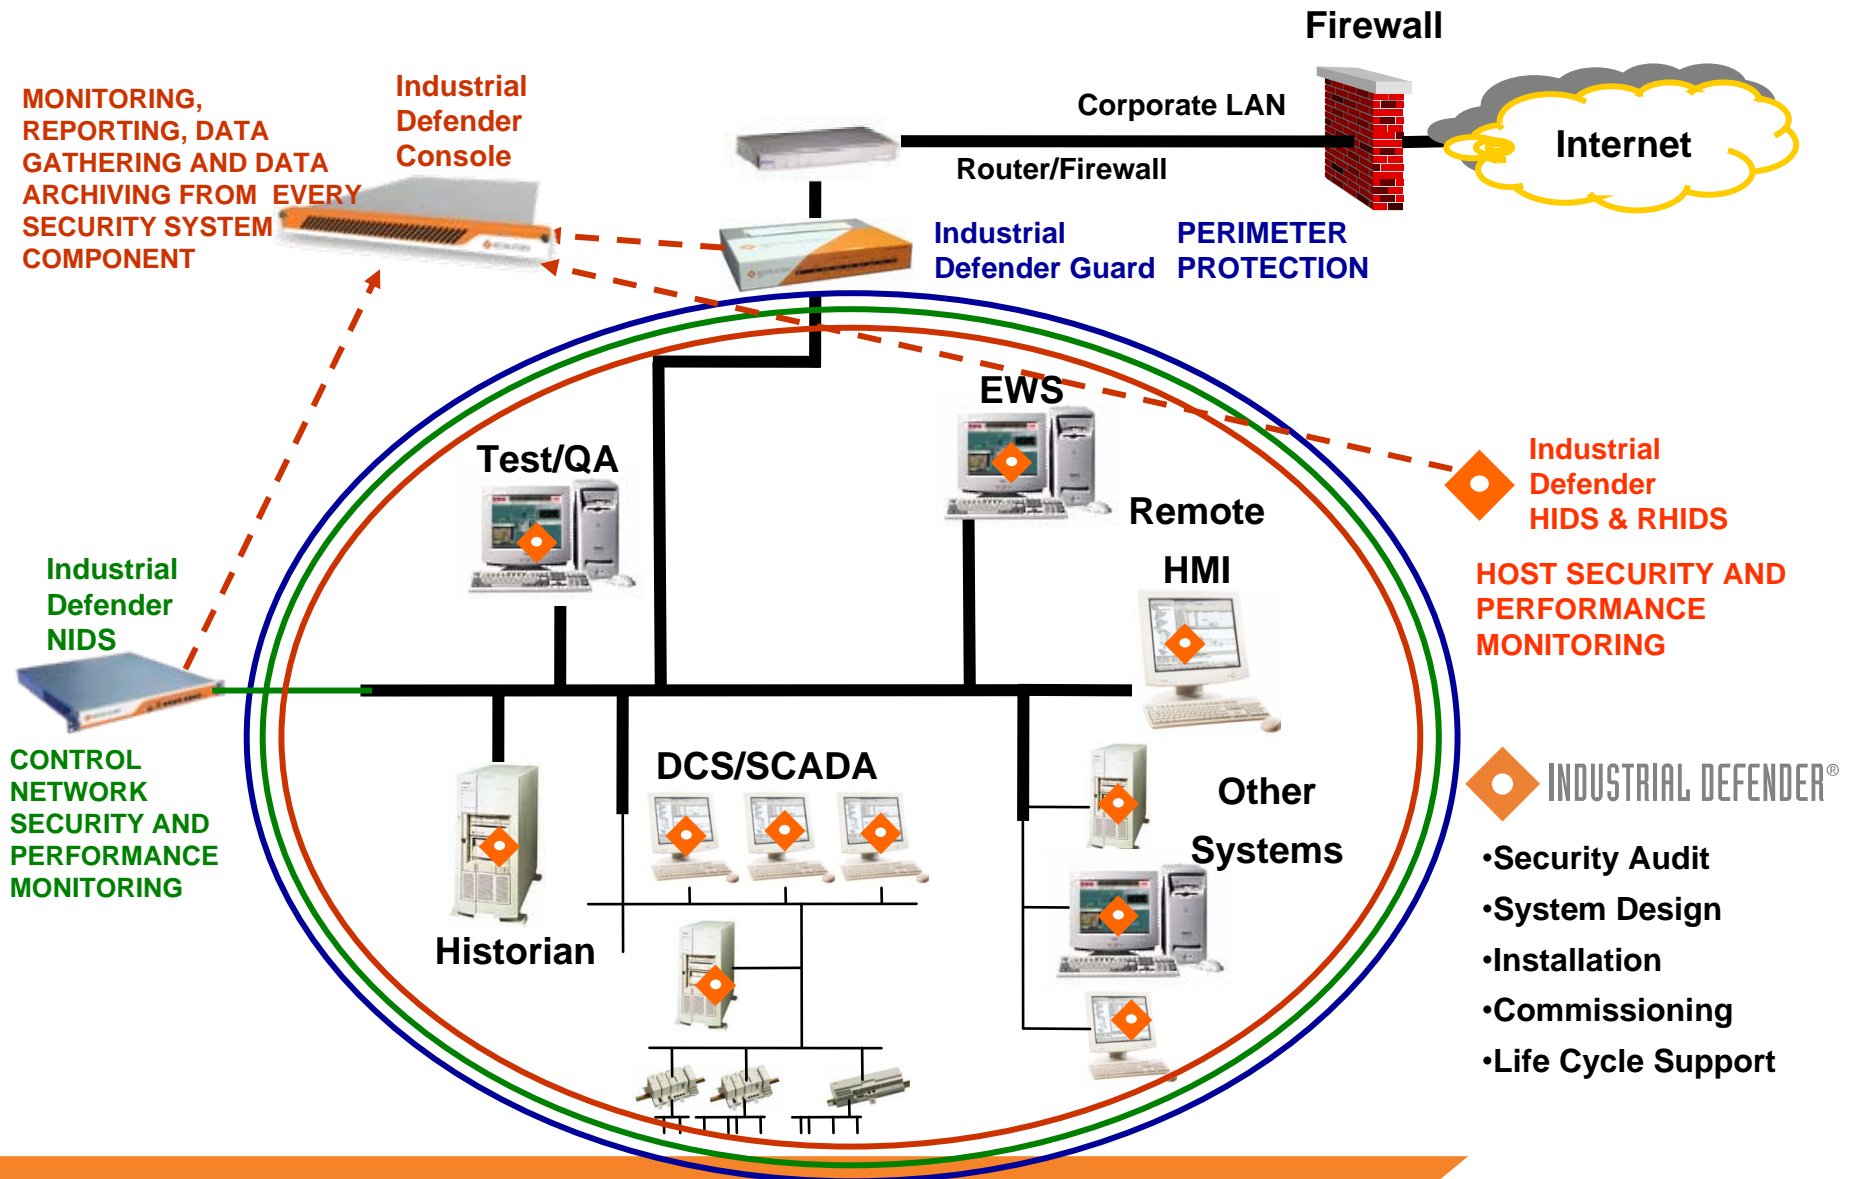 Firewall
MONITORING,
REPORTING, DATA
GATHERING AND DATA
ARCHIVING FROM EVERY
SECURITY SYSTEM
COMPONENT
Industrial
Defender
Console
Corporate LAN
Router/Firewall
Internet
Industrial
Defender Guard
PERIMETER
PROTECTION
EWS
Test/QA
Remote
HMI
Industrial
Defender
HIDS & RHIDS
HOST SECURITY AND
PERFORMANCE
MONITORING
Industrial
Defender
NIDS
CONTROL
NETWORK
SECURITY AND
PERFORMANCE
MONITORING
DCS/SCADA
Historian
Other
Systems
INDUSTRIAL DEFENDER®
•Security Audit
•System Design
•Installation
•Commissioning
•Life Cycle Support